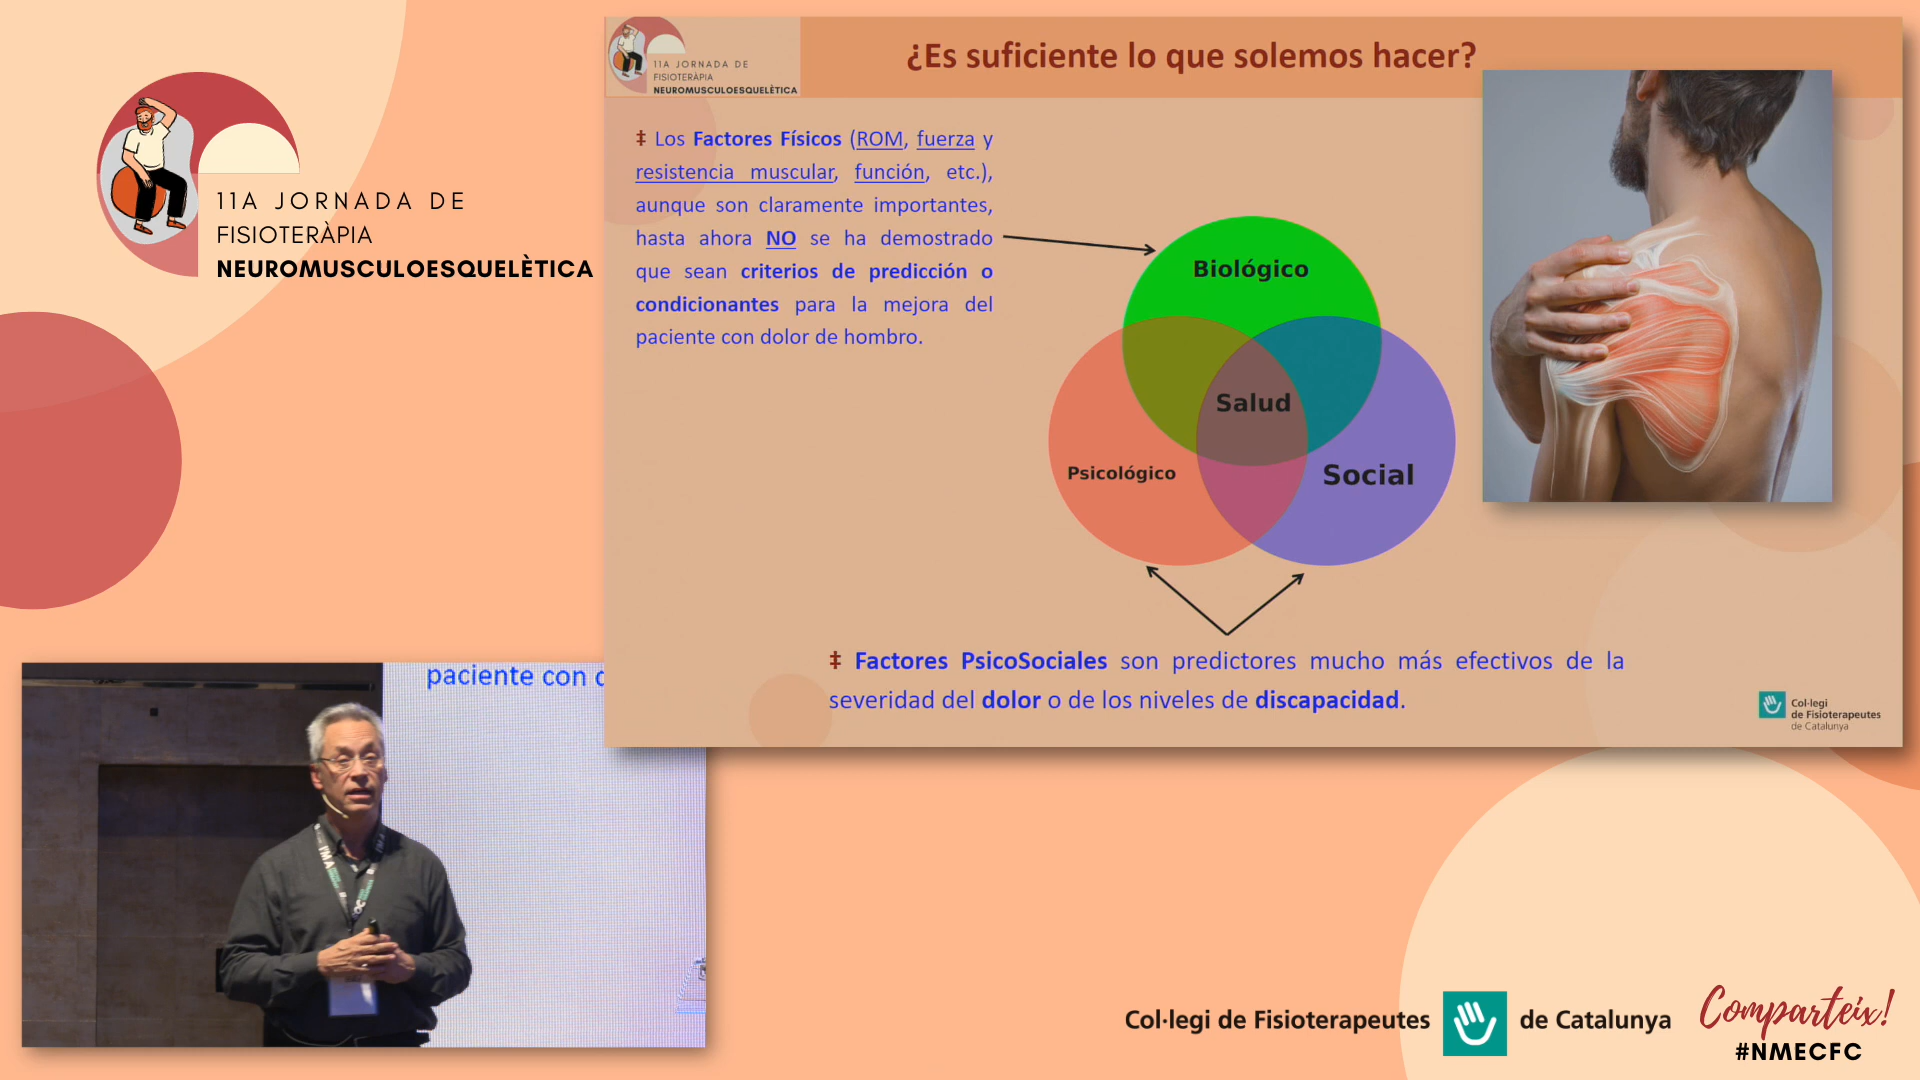 11A JORNADA DE
FISIOTERÀPIA
NEUROMUSCULOESQUELÈTICA
11A JORNADA DE
FISIOTERÀPIA
NEUROMUSCULOESQUELÈTICA
¿Es suficiente lo que solemos hacer?
‡ Los Factores Físicos (ROM, fuerza y
resistencia muscular, función, etc.),
aunque son claramente importantes,
hasta ahora NO se ha demostrado
que sean criterios de predicción o
condicionantes para la mejora del
paciente con dolor de hombro.
Biológico
Salud
Psicológico
Social
‡ Factores PsicoSociales son predictores mucho más efectivos de la
severidad del dolor o de los niveles de discapacidad.
Col·legi
de Fisioterapeutes
de Catalunya
paciente con
Col·legi de Fisioterapeutes de Catalunya
Comparteix!
#NMECFC